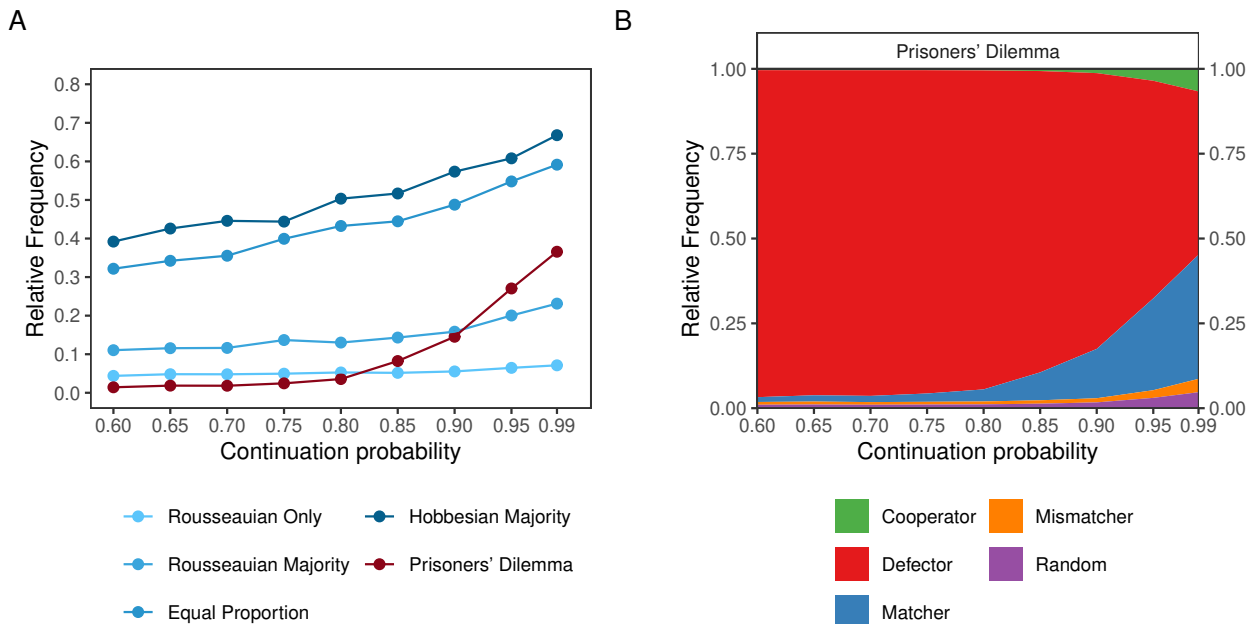 A
B
Prisoners’ Dilemma
0.8
0.7
0.6
0.5
0.4
0.3
0.2
0.1
0.0
Relative Frequency
0.60 0.65 0.70 0.75 0.80 0.85 0.90 0.95 0.99
Continuation probability
Rousseauian Only
Hobbesian Majority
Rousseauian Majority
Prisoners’ Dilemma
Equal Proportion
1.00
0.75
0.50
0.25
0.00
Relative Frequency
1.00
0.75
0.50
0.25
0.00
0.60 0.65 0.70 0.75 0.80 0.85 0.90 0.95 0.99
Continuation probability
Cooperator
Mismatcher
Defector
Random
Matcher